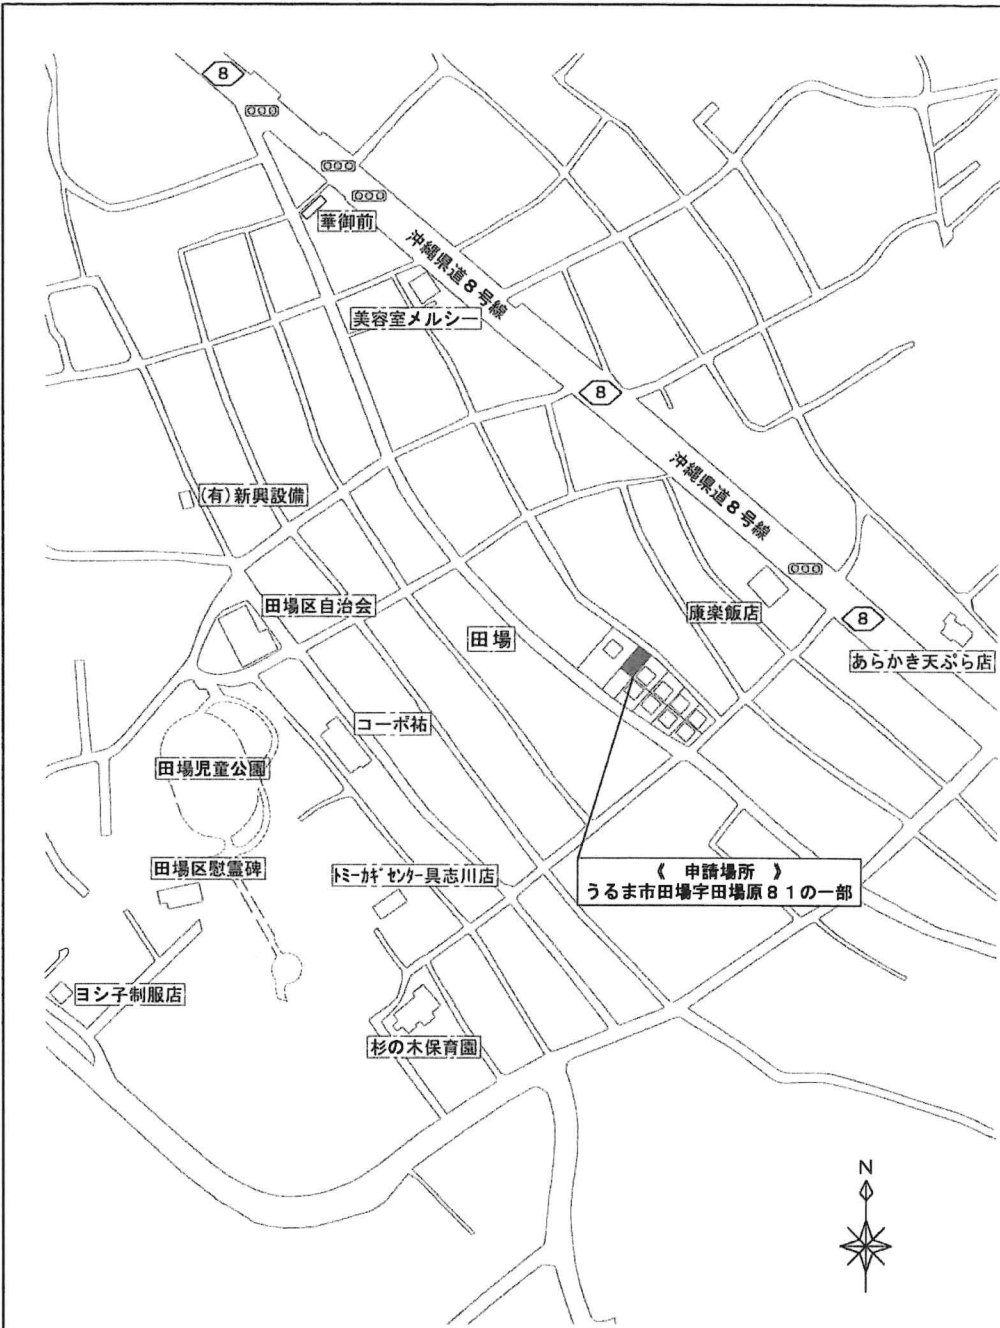 8
華御前
沖縄県道8号線
美容室メルシー
8
沖縄県道8号線
(有)新興設備
田場区自治会
田場
康楽飯店
8
あらかき天ぷら店
コーポ祐
田場児童公園
田場区慰霊碑
トミーカギセンター具志川店
《 申請場所 》
うるま市田場字田場原81の一部
ヨシ子制服店
杉の木保育園
N